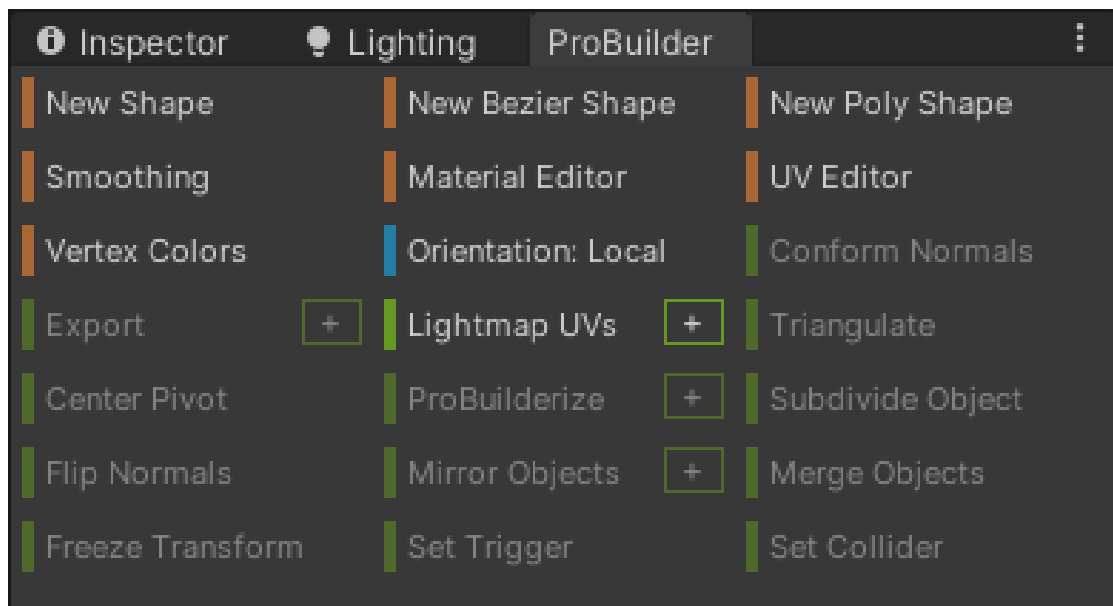 Inspector Lighting ProBuilder
New Shape New Bezier Shape New Poly Shape
Smoothing Material Editor UV Editor
Vertex Colors Orientation: Local Conform Normals
Export + Lightmap UVs + Triangulate
Center Pivot ProBuilderize + Subdivide Object
Flip Normals Mirror Objects + Merge Objects
Freeze Transform Set Trigger Set Collider